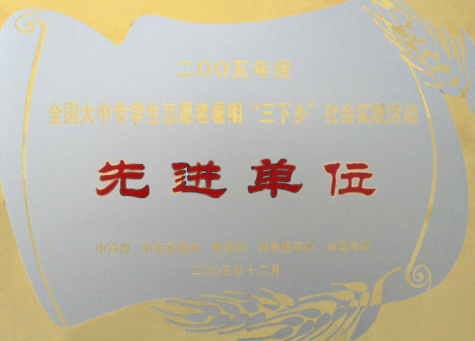 二〇〇五年度
全国大中专学生志愿者暑期“三下乡”社会实践活动
先进单位
中宣部 中央文明办 教育部 共青团中央 全国学联
二〇〇五年十二月